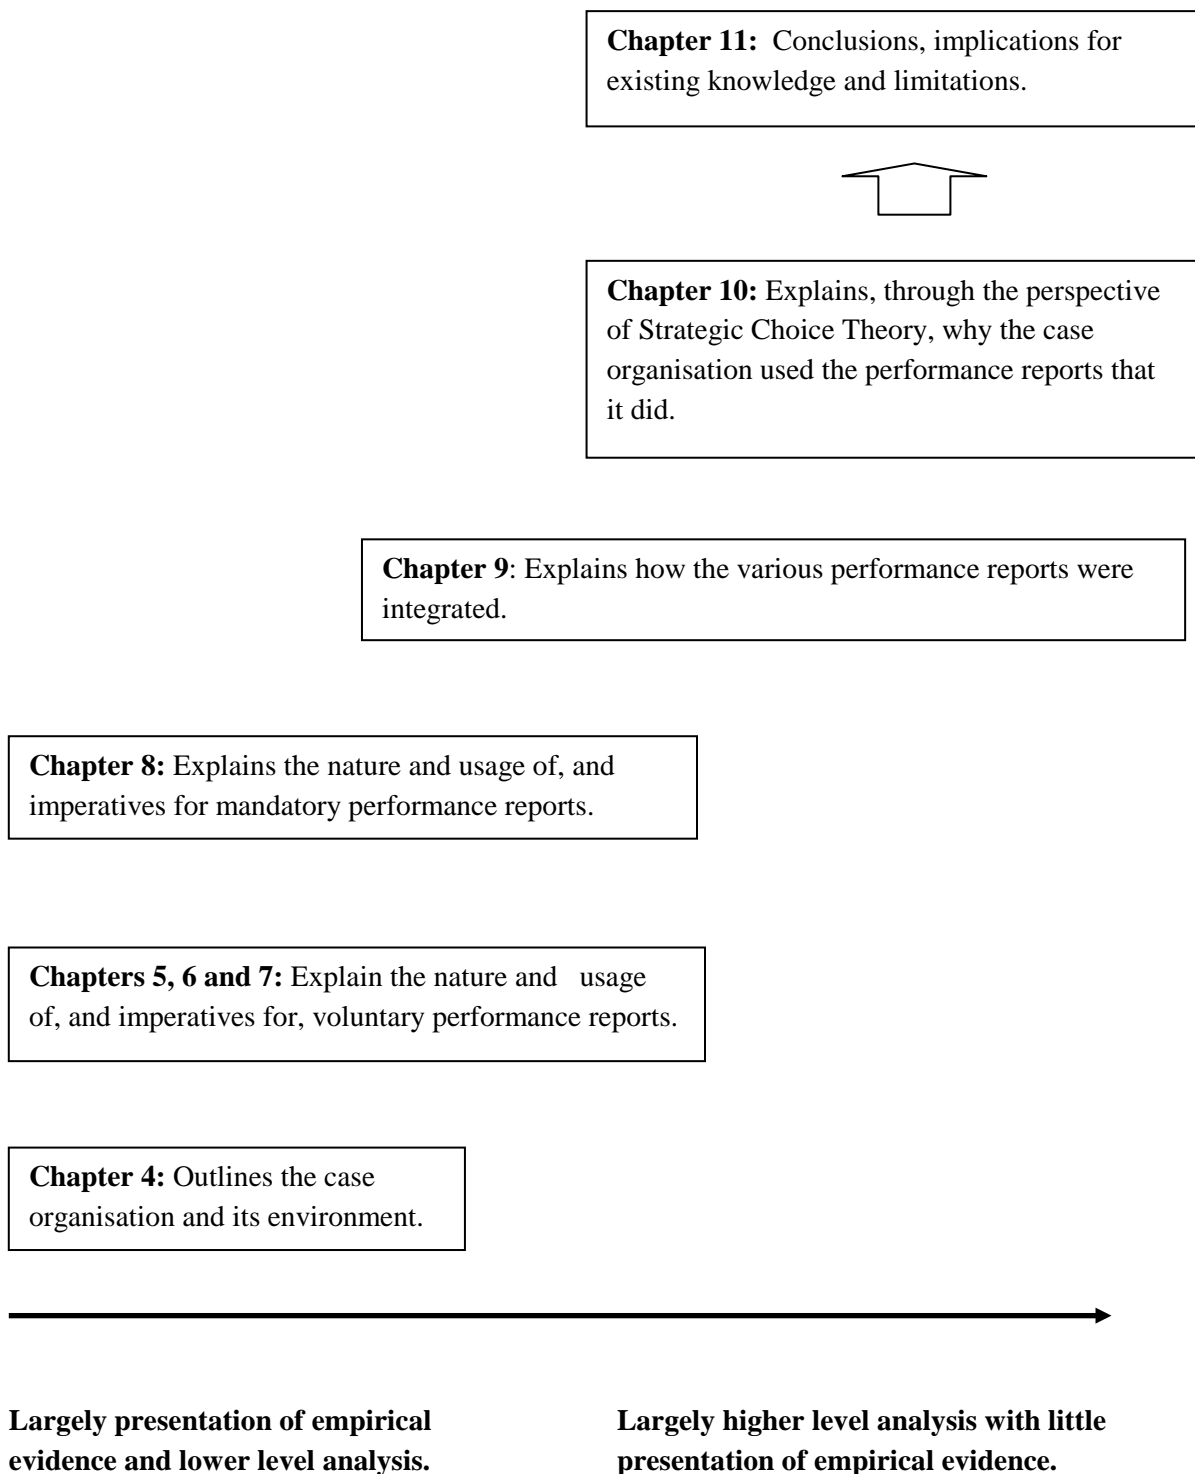 Chapter 11:  Conclusions, implications for
existing knowledge and limitations.
Chapter 10: Explains, through the perspective
of Strategic Choice Theory, why the case
organisation used the performance reports that
it did.
Chapter 9: Explains how the various performance reports were
integrated.
Chapter 8: Explains the nature and usage of, and
imperatives for mandatory performance reports.
Chapters 5, 6 and 7: Explain the nature and   usage
of, and imperatives for, voluntary performance reports.
Chapter 4: Outlines the case
organisation and its environment.
Largely presentation of empirical
evidence and lower level analysis.
Largely higher level analysis with little
presentation of empirical evidence.